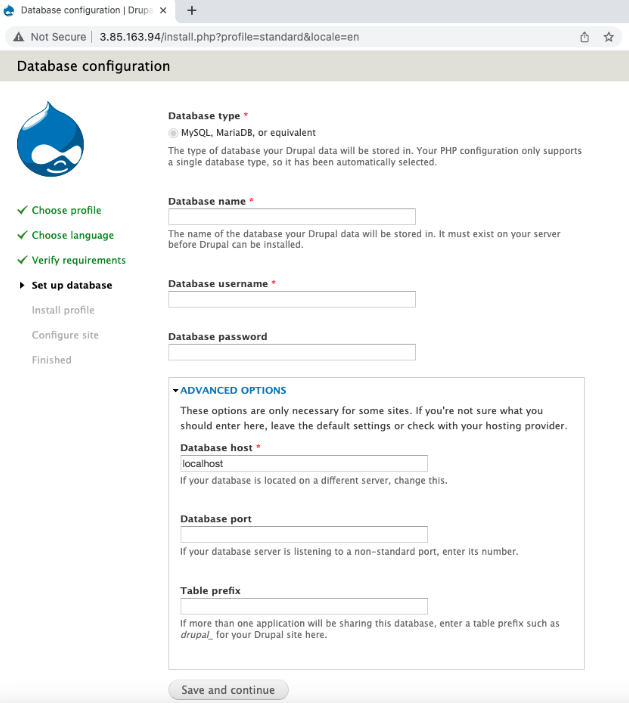 Database configuration | Drupa
Not Secure | 3.85.163.94/install.php?profile=standard&locale=en
Database configuration
Choose profile
Choose language
Verify requirements
Set up database
Install profile
Configure site
Finished
Database type *
MySQL, MariaDB, or equivalent
The type of database your Drupal data will be stored in. Your PHP configuration only supports
a single database type, so it has been automatically selected.
Database name *
The name of the database your Drupal data will be stored in. It must exist on your server
before Drupal can be installed.
Database username *
Database password
ADVANCED OPTIONS
These options are only necessary for some sites. If you're not sure what you
should enter here, leave the default settings or check with your hosting provider.
Database host *
localhost
If your database is located on a different server, change this.
Database port
If your database server is listening to a non-standard port, enter its number.
Table prefix
If more than one application will be sharing this database, enter a table prefix such as
drupal_ for your Drupal site here.
Save and continue